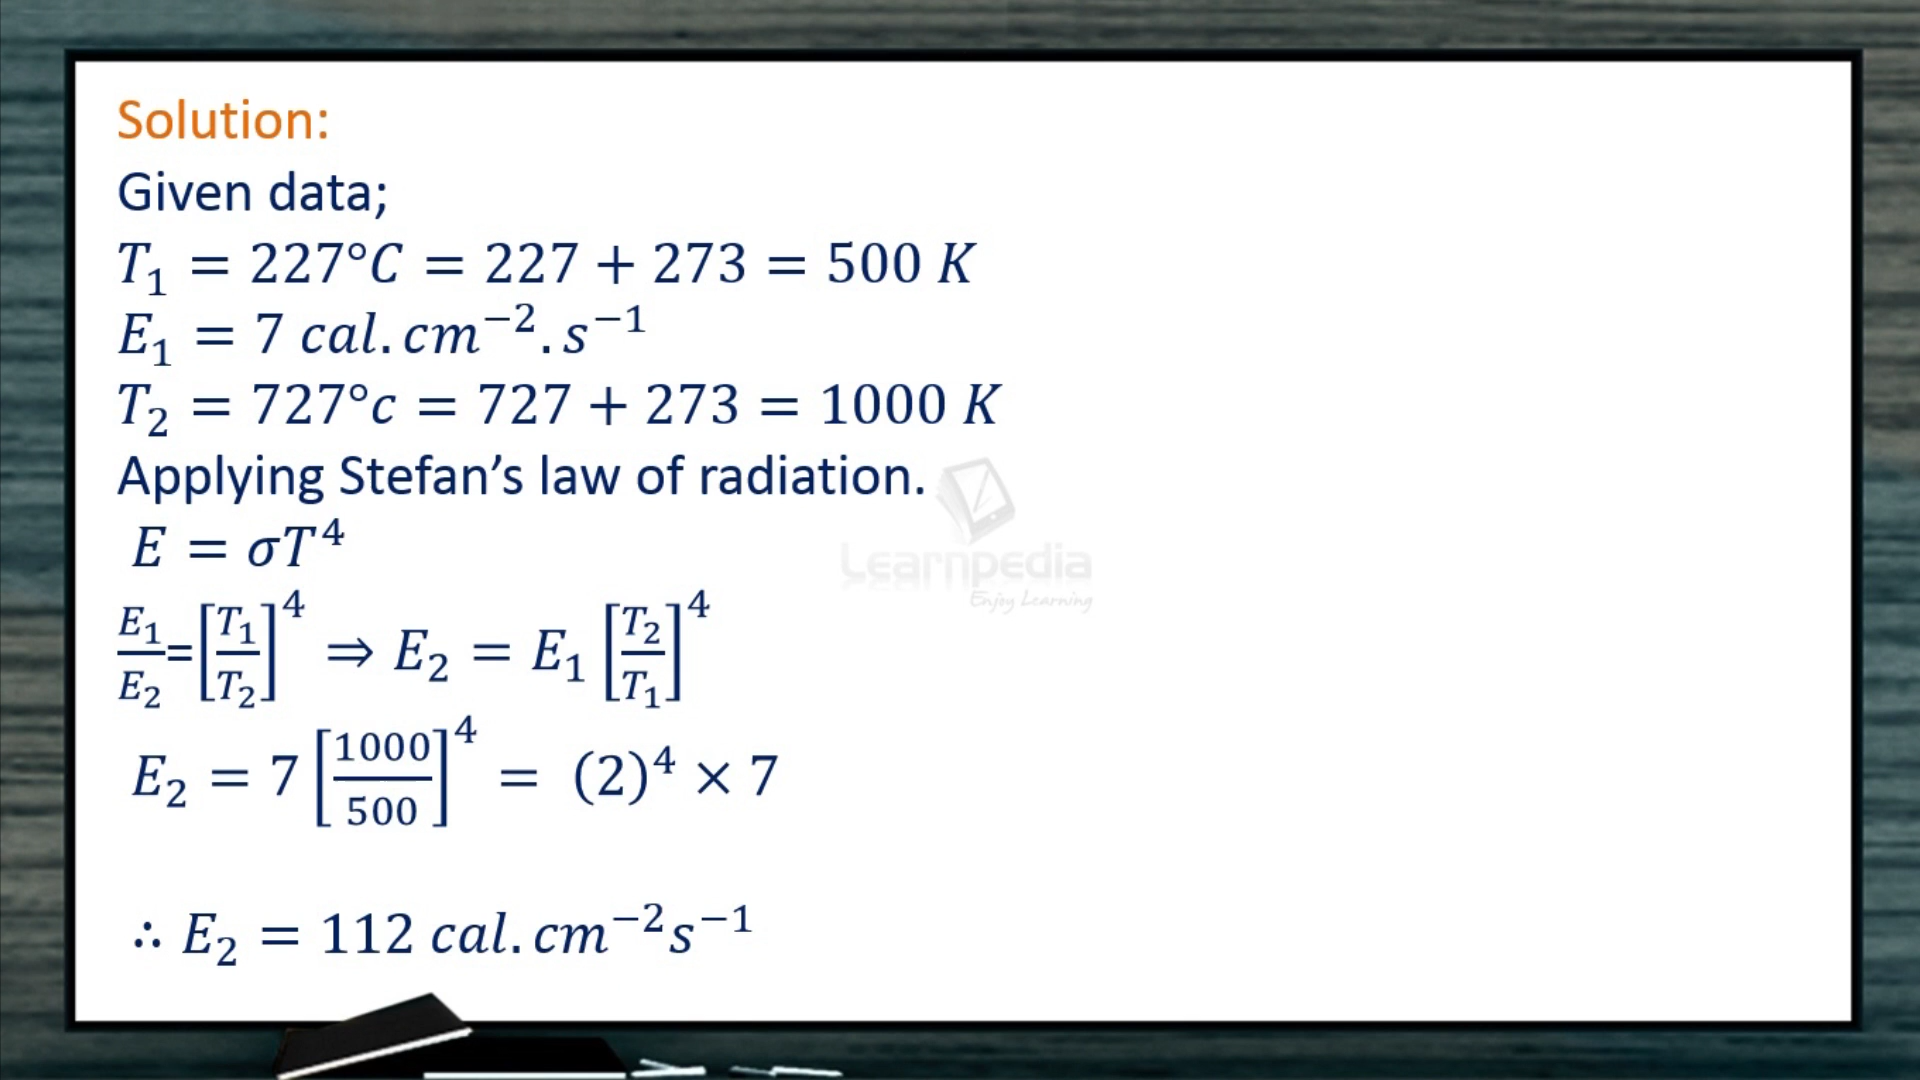 Solution:
Given data;
T₁ = 227°C = 227 + 273 = 500 K
E₁ = 7 cal. cm⁻². s⁻¹
T₂ = 727°c = 727 + 273 = 1000 K
Applying Stefan’s law of radiation.
E = σT⁴
E₁/E₂=[T₁/T₂]⁴ ⇒ E₂ = E₁ [T₂/T₁]⁴
E₂ = 7 [1000/500]⁴ = (2)⁴ × 7
∴ E₂ = 112 cal. cm⁻²s⁻¹
Learnpedia
Enjoy Learning